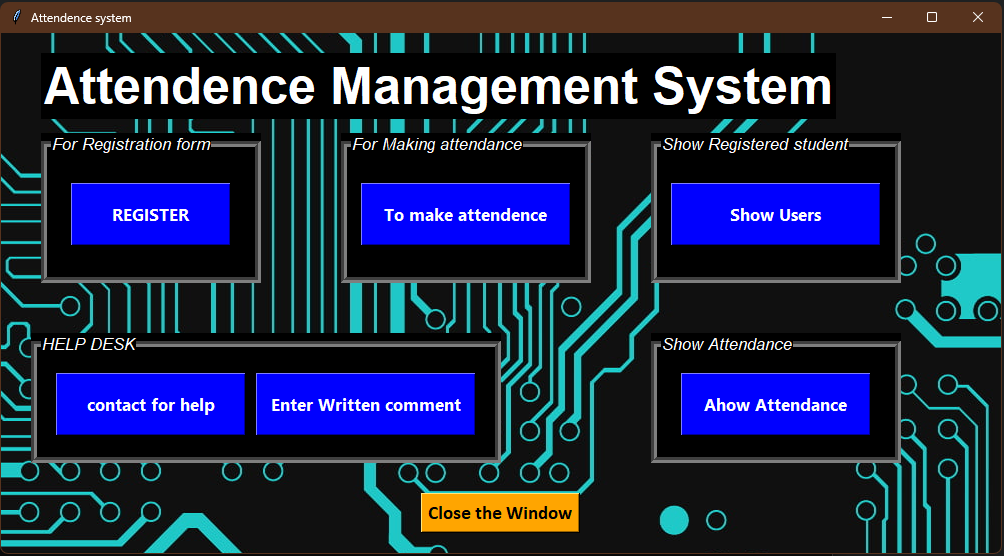 Attendence system
Attendence Management System
For Registration form
For Making attendance
Show Registered student
REGISTER
To make attendence
Show Users
HELP DESK
Show Attendance
contact for help
Enter Written comment
Ahow Attendance
Close the Window